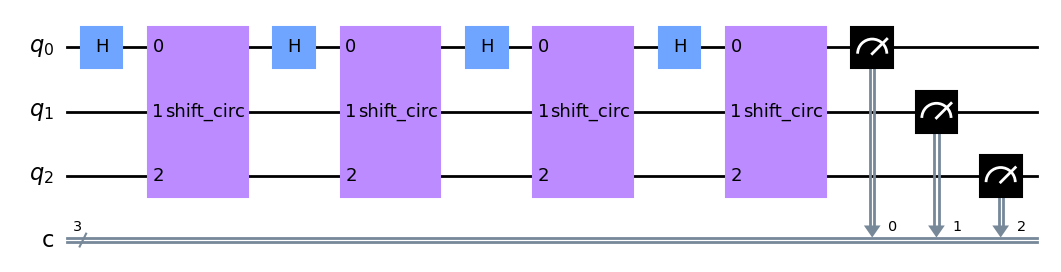 q0 H 0 H 0 H 0 H 0
q1 1 shift_circ 1 shift_circ 1 shift_circ 1 shift_circ
q2 2 2 2 2
c 3 0 1 2